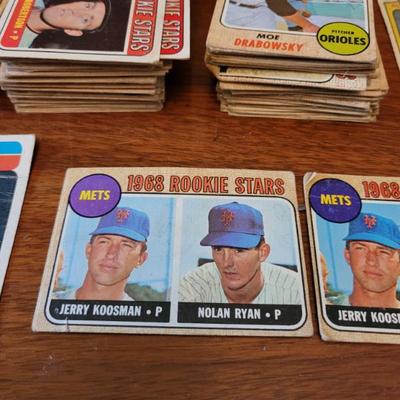 ROOKIE STARS
MOE
DRABOWSKY
PITCHER
ORIOLES
1968 ROOKIE STARS
METS
JERRY KOOSMAN • P
NOLAN RYAN • P
1968
METS
JERRY KOOS